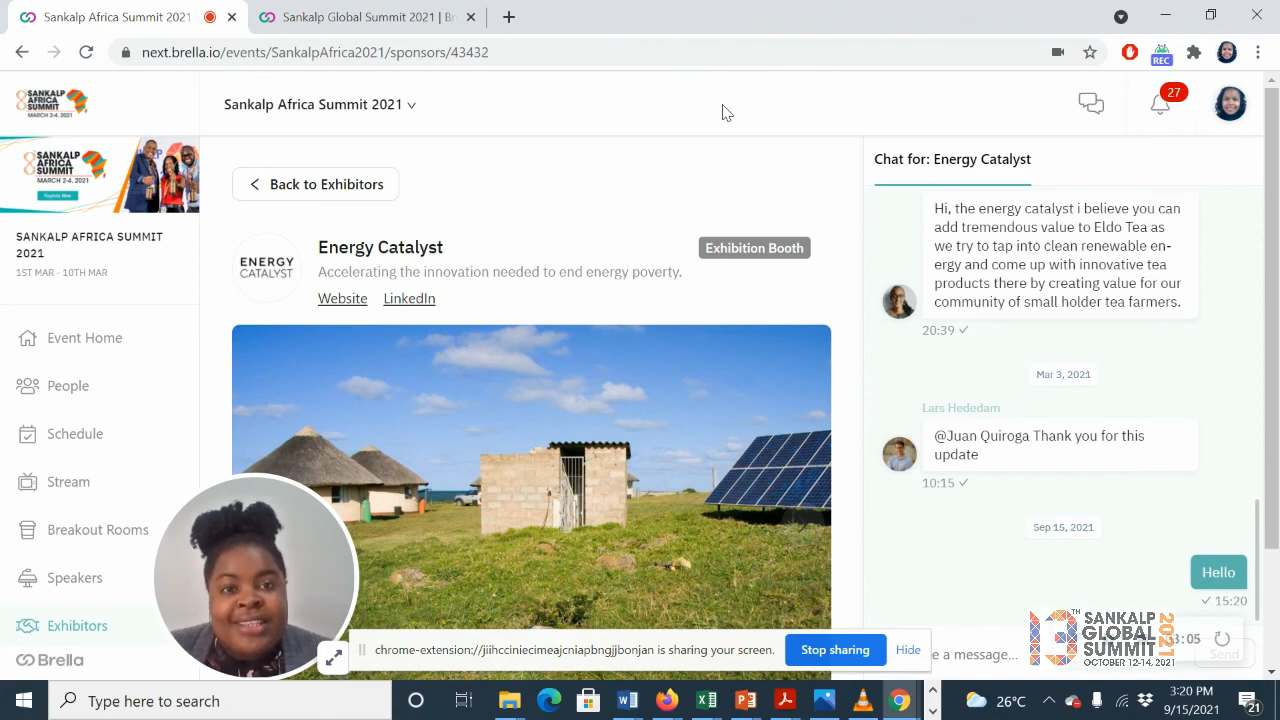 Sankalp Africa Summit 2021
Sankalp Global Summit 2021 | Br
next.brella.io/events/SankalpAfrica2021/sponsors/43432
REC
SANKALP
AFRICA
SUMMIT
MARCH 2-4, 2021
Sankalp Africa Summit 2021
27
SANKALP
AFRICA
SUMMIT
MARCH 2-4, 2021
Register Now
SANKALP AFRICA SUMMIT
2021
1ST MAR - 10TH MAR
Event Home
People
Schedule
Stream
Breakout Rooms
Speakers
Exhibitors
Brella
Back to Exhibitors
ENERGY
CATALYST
Energy Catalyst
Exhibition Booth
Accelerating the innovation needed to end energy poverty.
Website LinkedIn
Chat for: Energy Catalyst
Hi, the energy catalyst i believe you can
add tremendous value to Eldo Tea as
we try to tap into clean renewable en-
ergy and come up with innovative tea
products there by creating value for our
community of small holder tea farmers.
20:39
Mar 3, 2021
Lars Hededam
@Juan Quiroga Thank you for this
update
10:15
Sep 15, 2021
Hello
15:20
10TH SANKALP
GLOBAL
SUMMIT
2021
OCTOBER 12-14, 2021
3:05
e a message...
Send
chrome-extension://jiihcciniecimeajcniapbngjjbonjan is sharing your screen.
Stop sharing
Hide
Type here to search
26°C
3:20 PM
9/15/2021
21